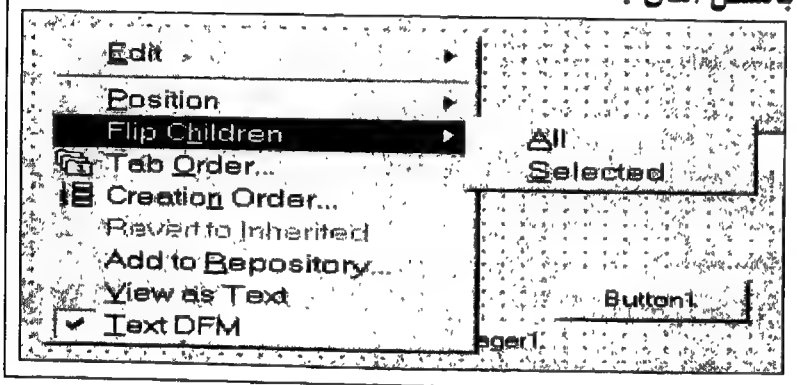 Edit
Position
Flip Children
All
Tab Order...
Selected
Creation Order...
Revert to Inherited
Add to Repository...
View as Text
Button1
Text DFM
ager1